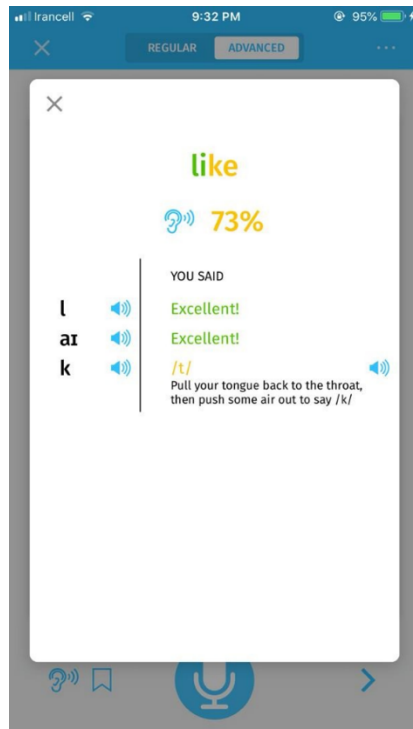 Irancell 9:32 PM 95%
REGULAR ADVANCED
like
73%
YOU SAID
l Excellent!
aɪ Excellent!
k /t/
Pull your tongue back to the throat,
then push some air out to say /k/